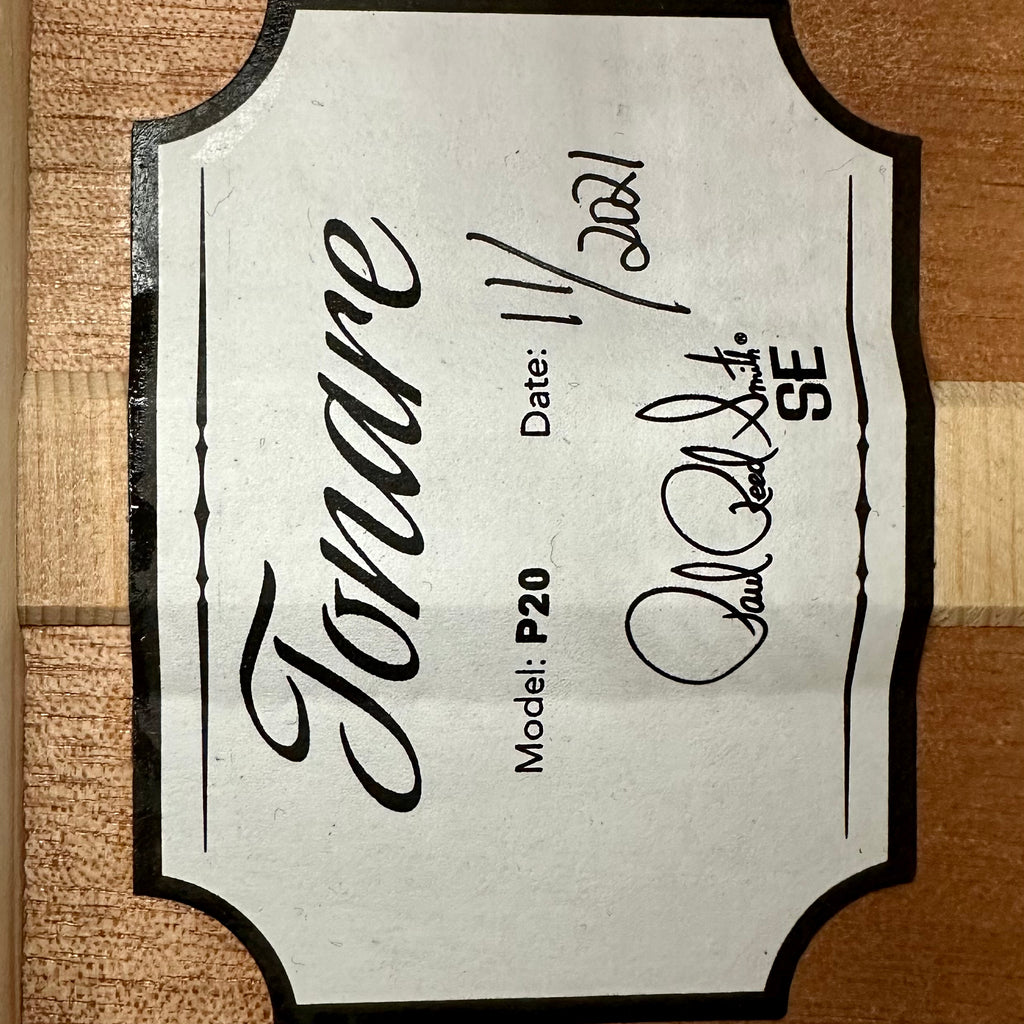 Tonare
Model: P20 Date: 11/2021
Paul Reed Smith®
SE